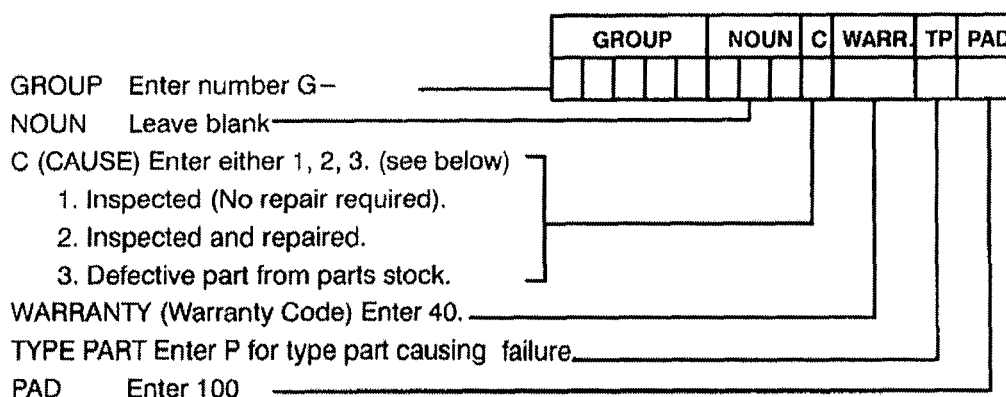 GROUP NOUN C WARR. TP PAD
GROUP Enter number G–
NOUN Leave blank
C (CAUSE) Enter either 1, 2, 3. (see below)
1. Inspected (No repair required).
2. Inspected and repaired.
3. Defective part from parts stock.
WARRANTY (Warranty Code) Enter 40.
TYPE PART Enter P for type part causing failure
PAD Enter 100